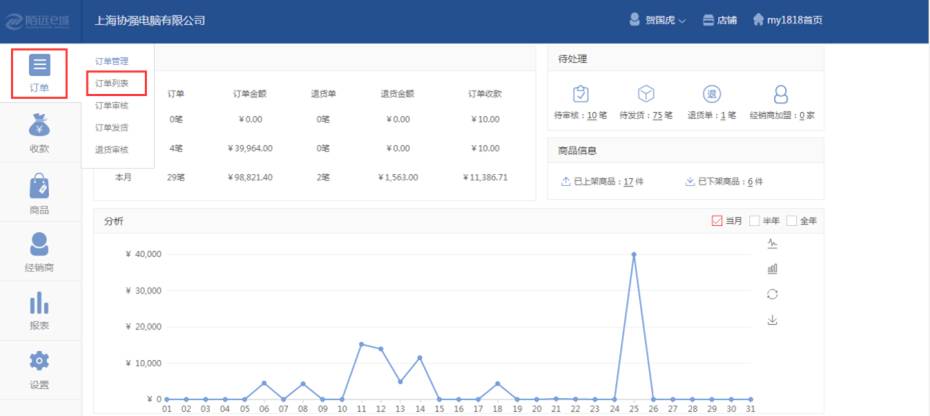 陌远e城
上海协强电脑有限公司
贺国虎
店铺
my1818首页
订单
收款
商品
经销商
报表
设置
订单管理
订单列表
订单审核
订单发货
退货审核
订单 订单金额 退货单 退货金额 订单收款
0笔 ￥0.00 0笔 ￥0.00 ￥10.00
4笔 ￥39,964.00 0笔 ￥0.00 ￥10.00
本月 29笔 ￥98,821.40 2笔 ￥1,563.00 ￥11,386.71
待处理
退
待审核：10 笔 待发货：75 笔 退货单：1 笔 经销商加盟：0 家
商品信息
已上架商品：17 件 已下架商品：6 件
分析
当月 半年 全年
￥ 40,000
￥ 30,000
￥ 20,000
￥ 10,000
￥ 0
01 02 03 04 05 06 07 08 09 10 11 12 13 14 15 16 17 18 19 20 21 22 23 24 25 26 27 28 29 30 31